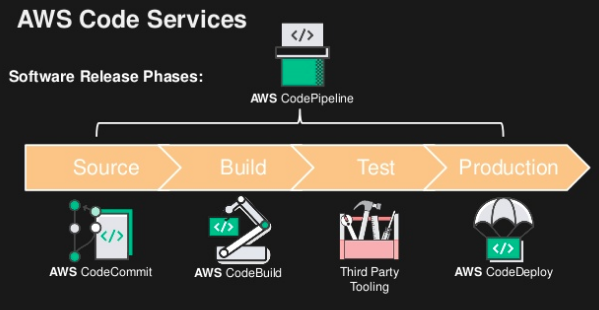 AWS Code Services
</>
Software Release Phases:
AWS CodePipeline
Source
Build
Test
Production
</>
</>
</>
AWS CodeCommit
AWS CodeBuild
Third Party
Tooling
AWS CodeDeploy